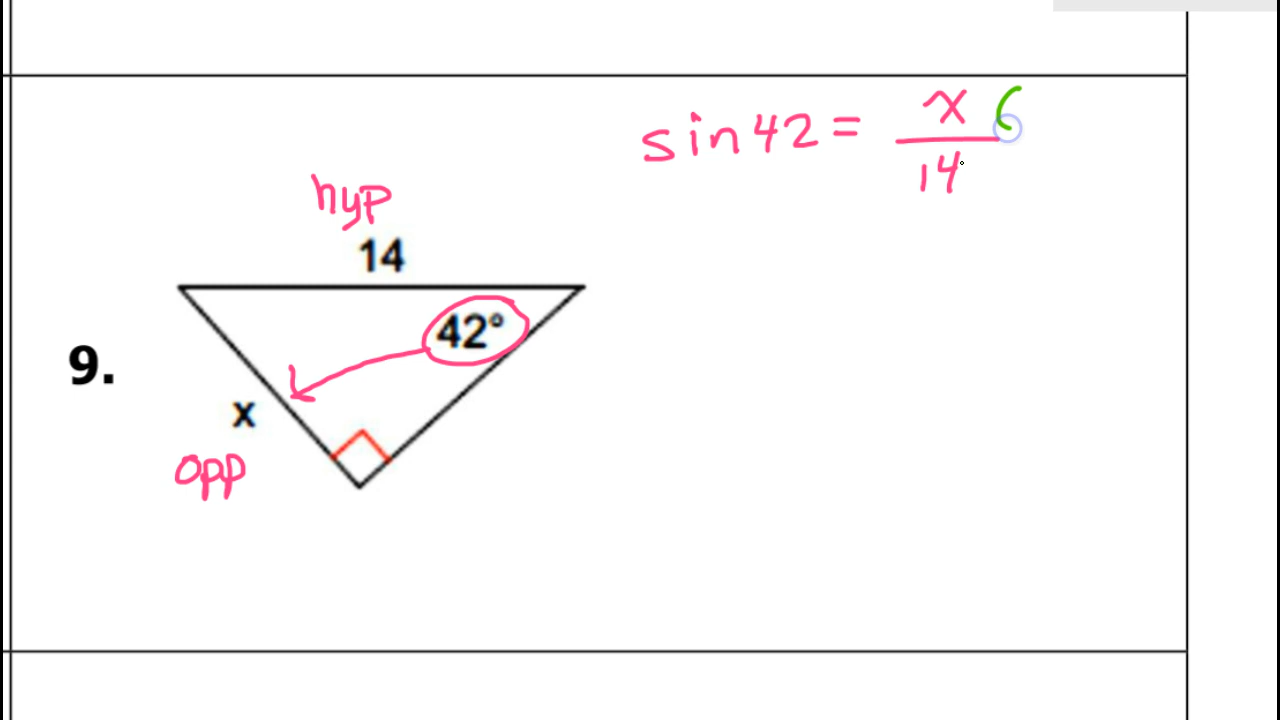 sin 42 = x
14
hyp
14
42°
9.
x
opp